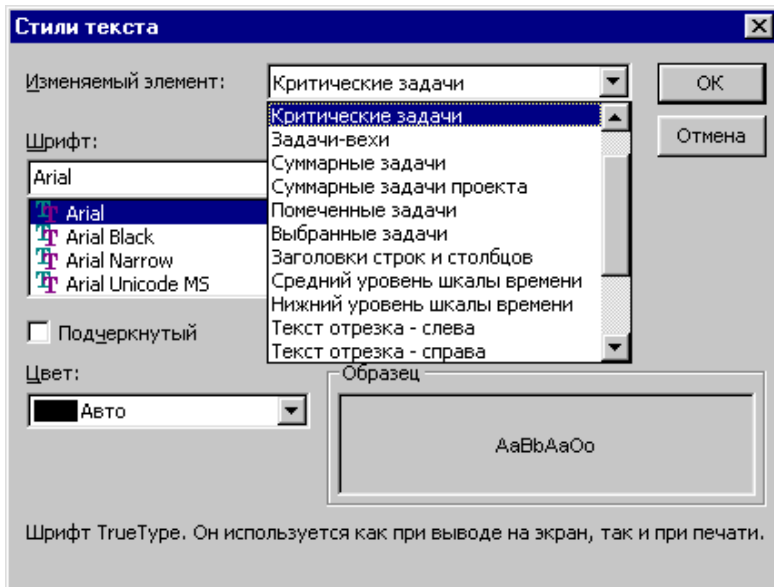 Стили текста
Изменяемый элемент:
Критические задачи
OK
Критические задачи
Задачи-вехи
Суммарные задачи
Суммарные задачи проекта
Помеченные задачи
Выбранные задачи
Заголовки строк и столбцов
Средний уровень шкалы времени
Нижний уровень шкалы времени
Текст отрезка - слева
Текст отрезка - справа
Отмена
Шрифт:
Arial
Arial
Arial Black
Arial Narrow
Arial Unicode MS
Подчеркнутый
Цвет:
Авто
Образец
AaBbAaOo
Шрифт TrueType. Он используется как при выводе на экран, так и при печати.